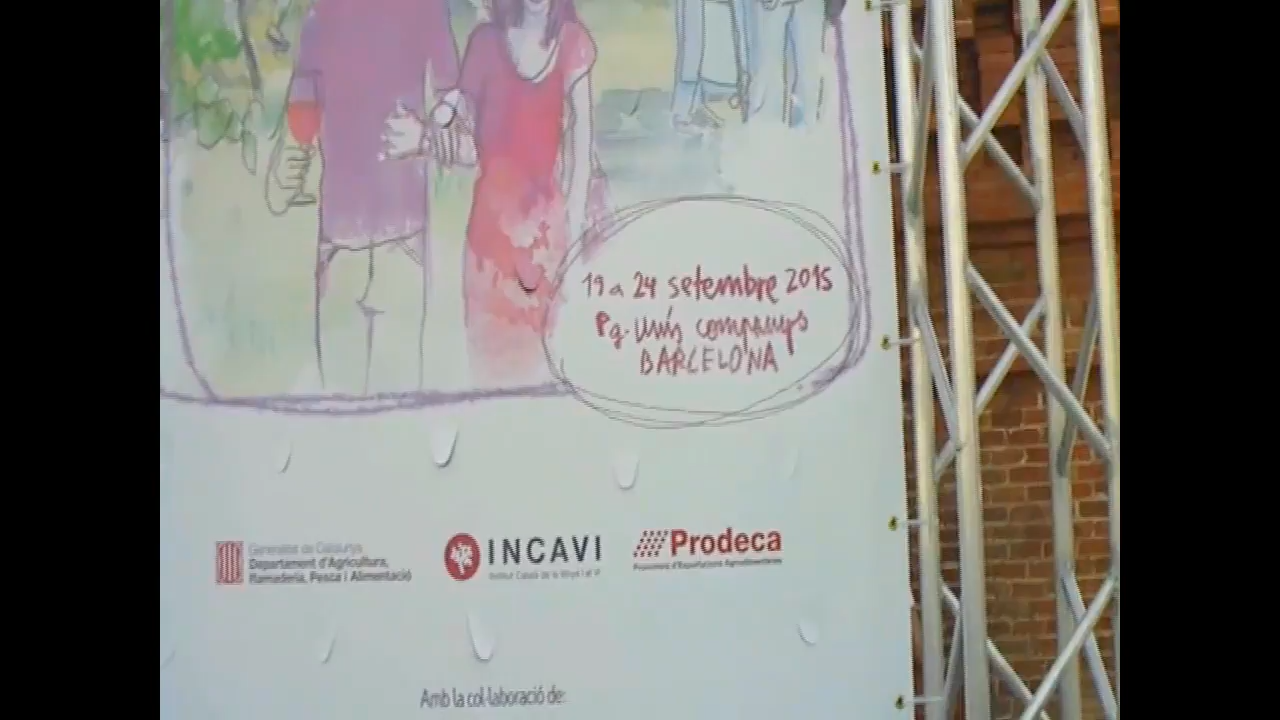 19 a 24 setembre 2015
Pg. Lluís Companys
BARCELONA
Generalitat de Catalunya
Departament d'Agricultura,
Ramaderia, Pesca i Alimentació
INCAVI
Institut Català de la Vinya i el Vi
Prodeca
Promotora d'Exportacions Agroalimentàries
Amb la col·laboració de: